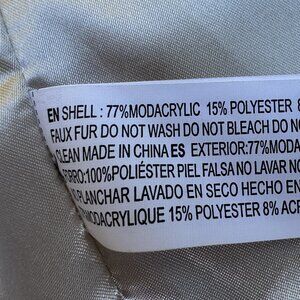 EN SHELL : 77%MODACRYLIC 15% POLYESTER 8
FAUX FUR DO NOT WASH DO NOT BLEACH DO N
CLEAN MADE IN CHINA ES EXTERIOR:77%MODA
FORRO:100%POLIÉSTER PIEL FALSA NO LAVAR NO
PLANCHAR LAVADO EN SECO HECHO EN
MODACRYLIQUE 15% POLYESTER 8% ACR